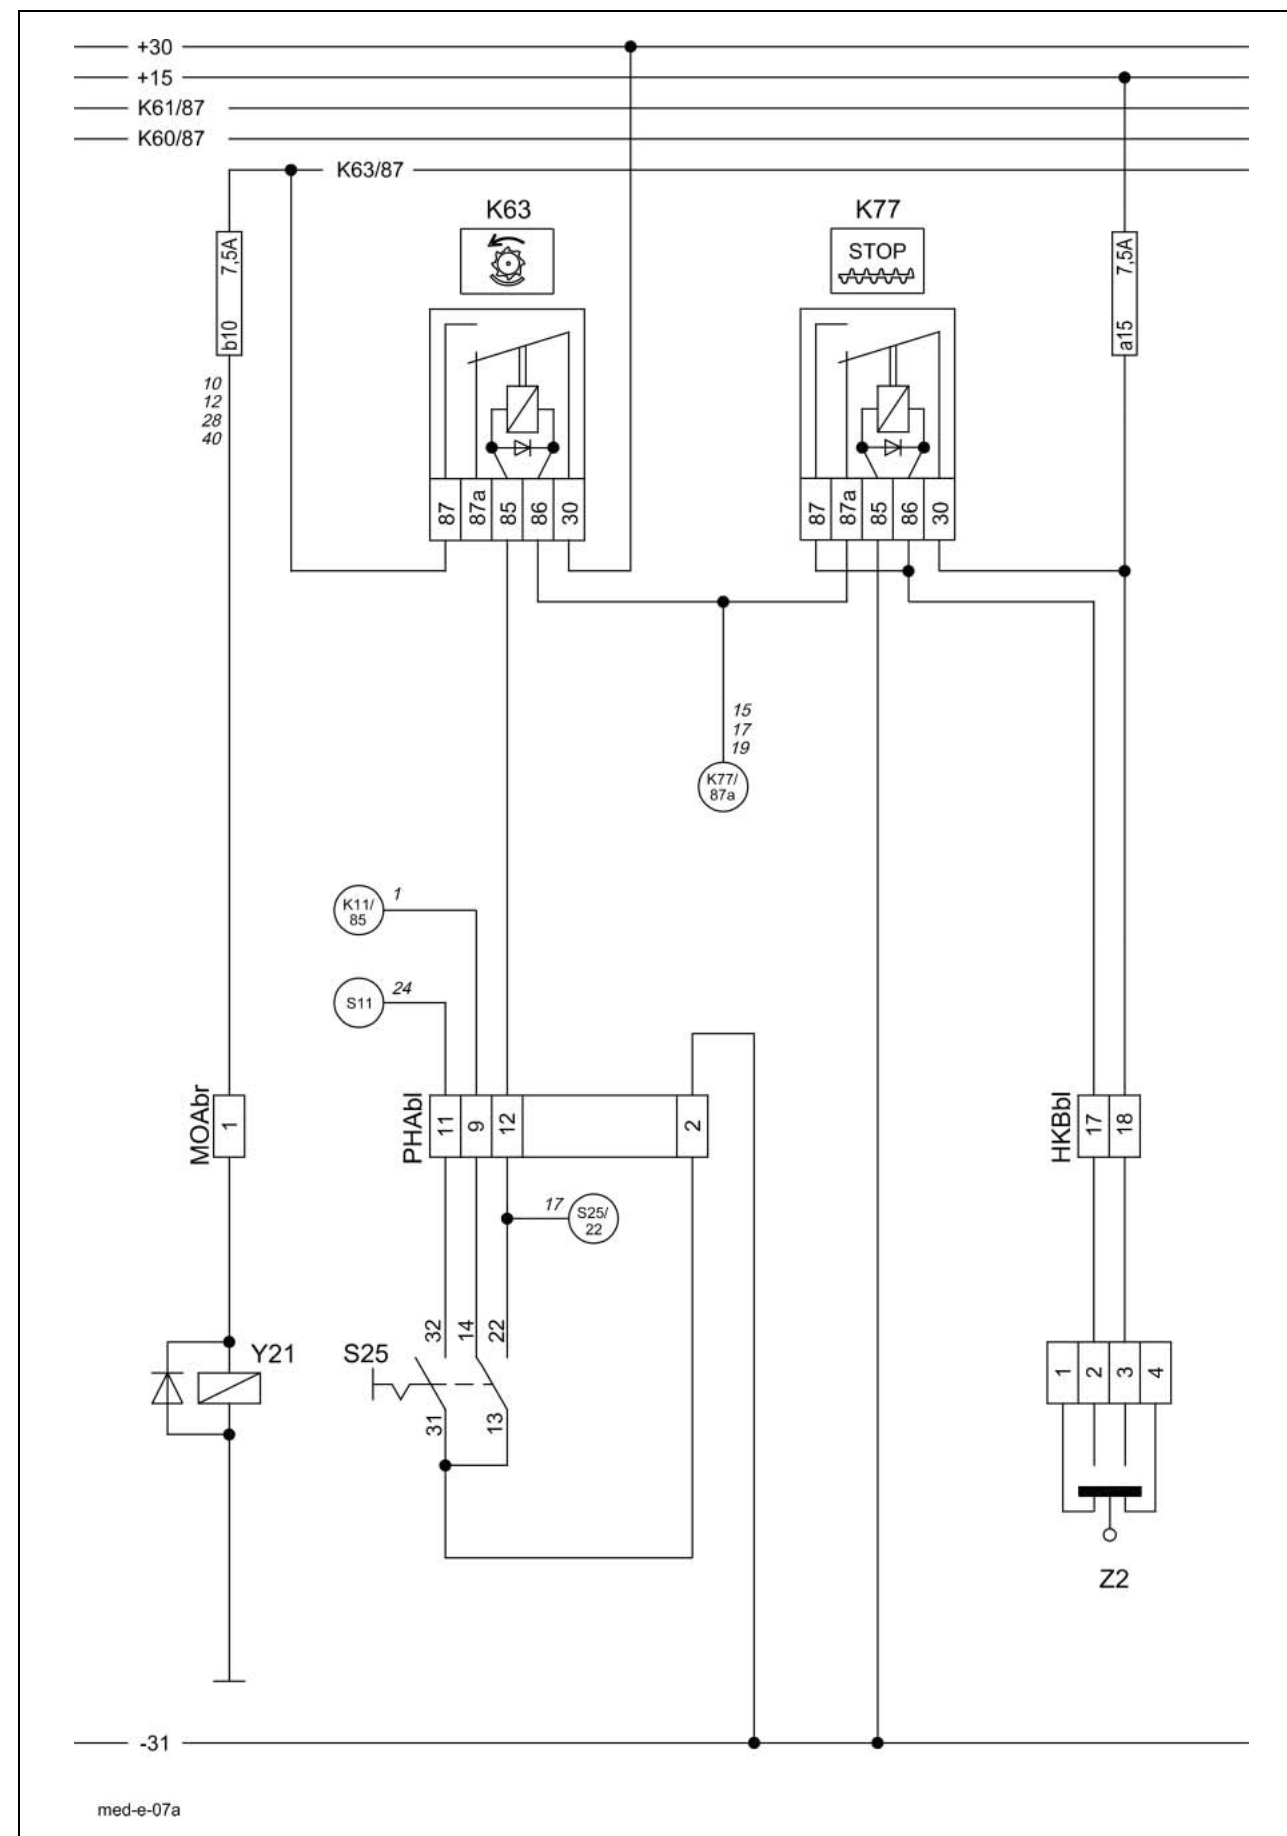 +30
+15
K61/87
K60/87
K63/87
K63
K77
STOP
7,5A
b10
7,5A
a15
10
12
28
40
87
87a
85
86
30
87
87a
85
86
30
15
17
19
K77/
87a
K11/
85
1
S11
24
MOAbr
1
PHAbl
11
9
12
2
HKBbl
17
18
17
S25/
22
Y21
S25
32
14
22
31
13
1
2
3
4
Z2
-31
med-e-07a